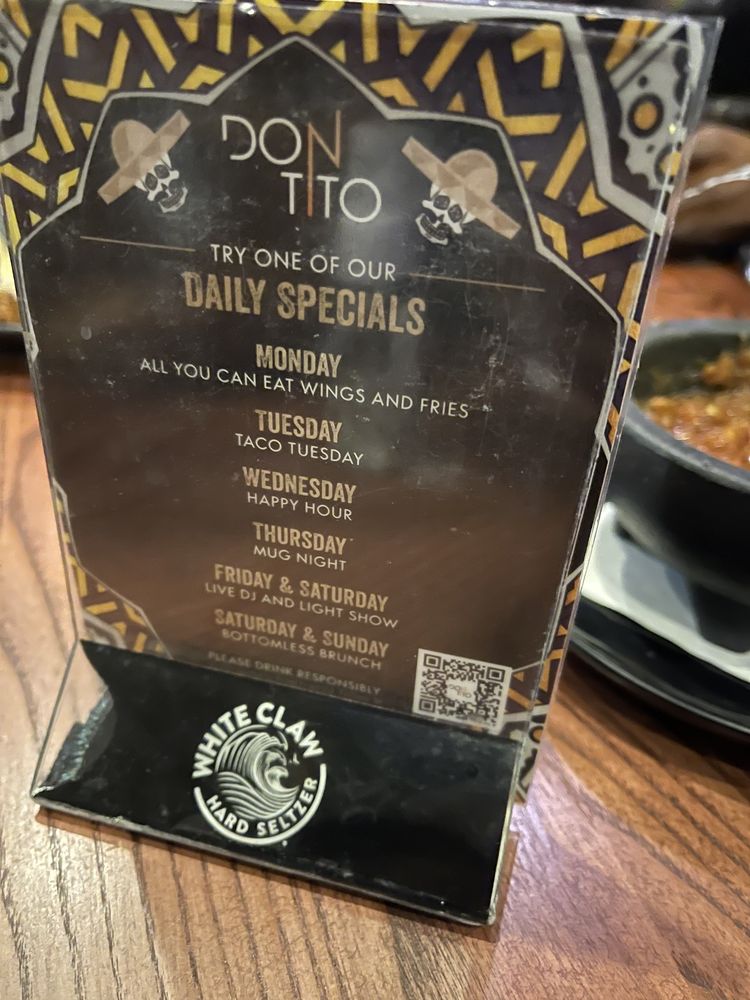 DON
TITO
TRY ONE OF OUR
DAILY SPECIALS
MONDAY
ALL YOU CAN EAT WINGS AND FRIES
TUESDAY
TACO TUESDAY
WEDNESDAY
HAPPY HOUR
THURSDAY
MUG NIGHT
FRIDAY & SATURDAY
LIVE DJ AND LIGHT SHOW
SATURDAY & SUNDAY
BOTTOMLESS BRUNCH
PLEASE DRINK RESPONSIBLY
DON
TITO
WHITE CLAW
HARD SELTZER